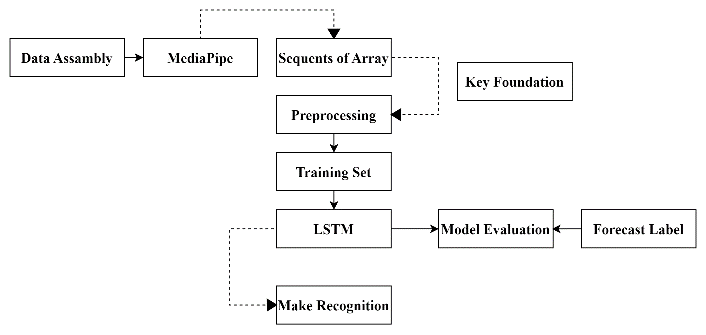 Data Assambly
MediaPipe
Sequents of Array
Key Foundation
Preprocessing
Training Set
LSTM
Model Evaluation
Forecast Label
Make Recognition